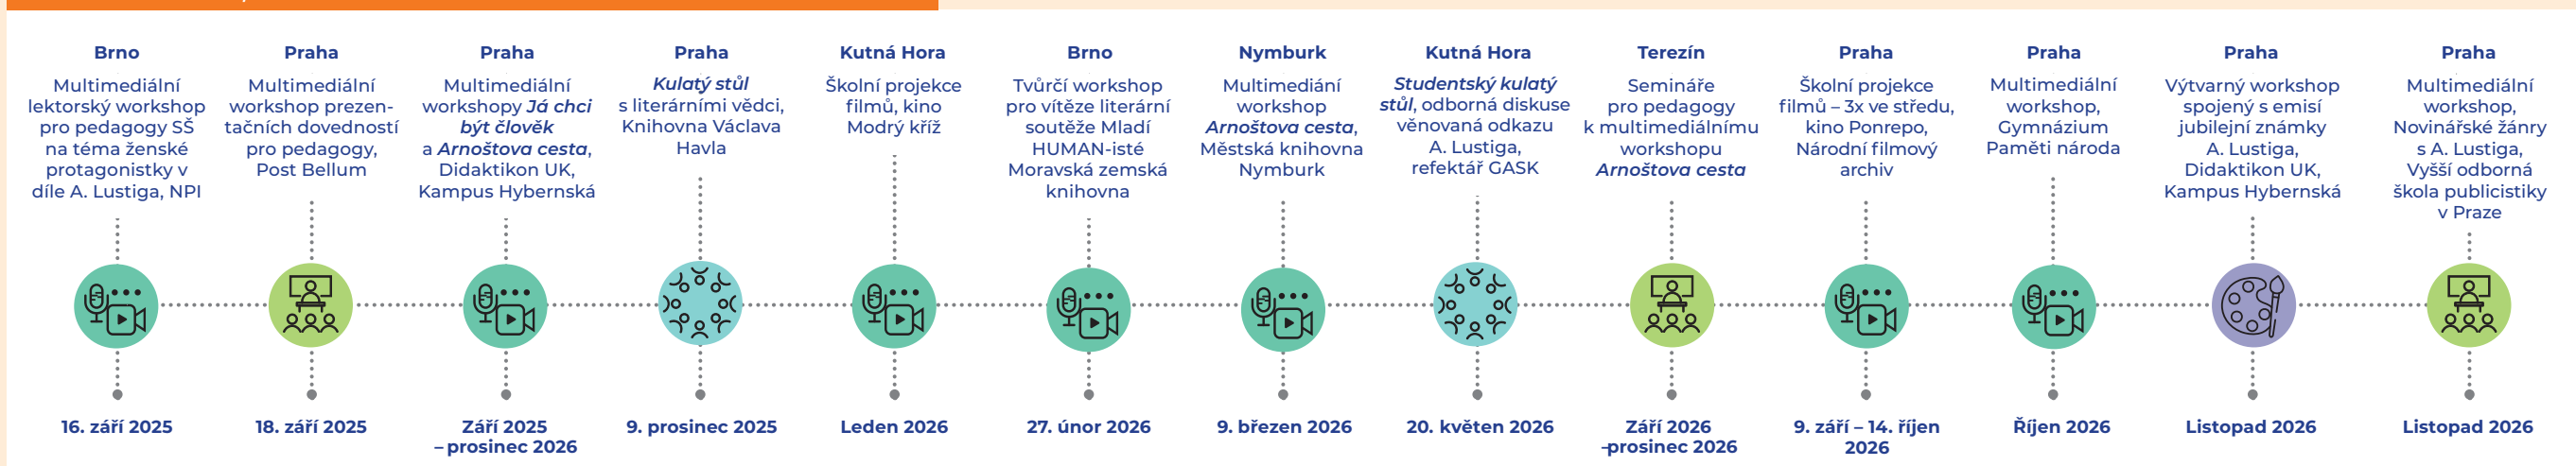 Brno
Multimediální
lektorský workshop
pro pedagogy SŠ
na téma ženské
protagonistky v
díle A. Lustiga, NPI
16. září 2025
Praha
Multimediální
workshop prezen-
tačních dovedností
pro pedagogy,
Post Bellum
18. září 2025
Praha
Multimediální
workshopy Já chci
být člověk
a Arnoštova cesta,
Didaktikon UK,
Kampus Hybernská
Září 2025
– prosinec 2026
Praha
Kulatý stůl
s literárními vědci,
Knihovna Václava
Havla
9. prosinec 2025
Kutná Hora
Školní projekce
filmů, kino
Modrý kříž
Leden 2026
Brno
Tvůrčí workshop
pro vítěze literární
soutěže Mladí
HUMAN-isté
Moravská zemská
knihovna
27. únor 2026
Nymburk
Multimediání
workshop
Arnoštova cesta,
Městská knihovna
Nymburk
9. březen 2026
Kutná Hora
Studentský kulatý
stůl, odborná diskuse
věnovaná odkazu
A. Lustiga,
refektář GASK
20. květen 2026
Terezín
Semináře
pro pedagogy
k multimediálnímu
workshopu
Arnoštova cesta
Září 2026
–prosinec 2026
Praha
Školní projekce
filmů – 3x ve středu,
kino Ponrepo,
Národní filmový
archiv
9. září – 14. říjen
2026
Praha
Multimediální
workshop,
Gymnázium
Paměti národa
Říjen 2026
Praha
Výtvarný workshop
spojený s emisí
jubilejní známky
A. Lustiga,
Didaktikon UK,
Kampus Hybernská
Listopad 2026
Praha
Multimediální
workshop,
Novinářské žánry
s A. Lustiga,
Vyšší odborná
škola publicistiky
v Praze
Listopad 2026